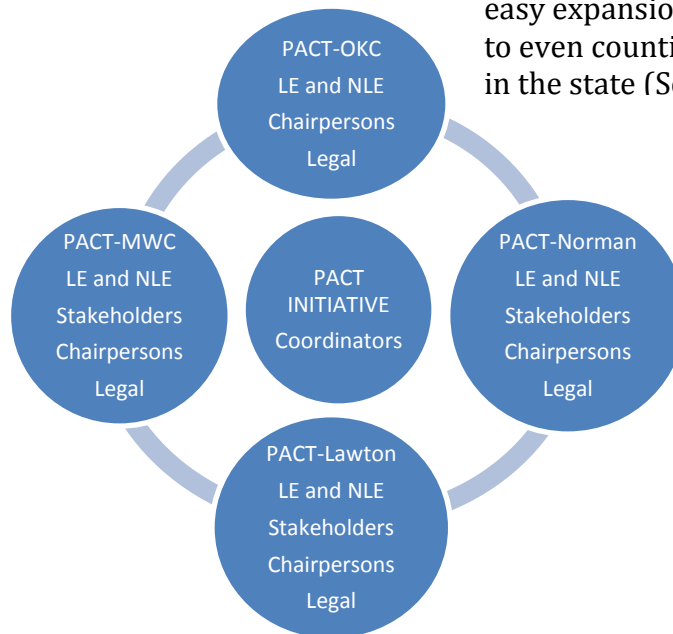 easy expansio
to even counti
in the state (S
PACT-OKC
LE and NLE
Chairpersons
Legal
PACT-MWC
LE and NLE
Stakeholders
Chairpersons
Legal
PACT
INITIATIVE
Coordinators
PACT-Norman
LE and NLE
Stakeholders
Chairpersons
Legal
PACT-Lawton
LE and NLE
Stakeholders
Chairpersons
Legal